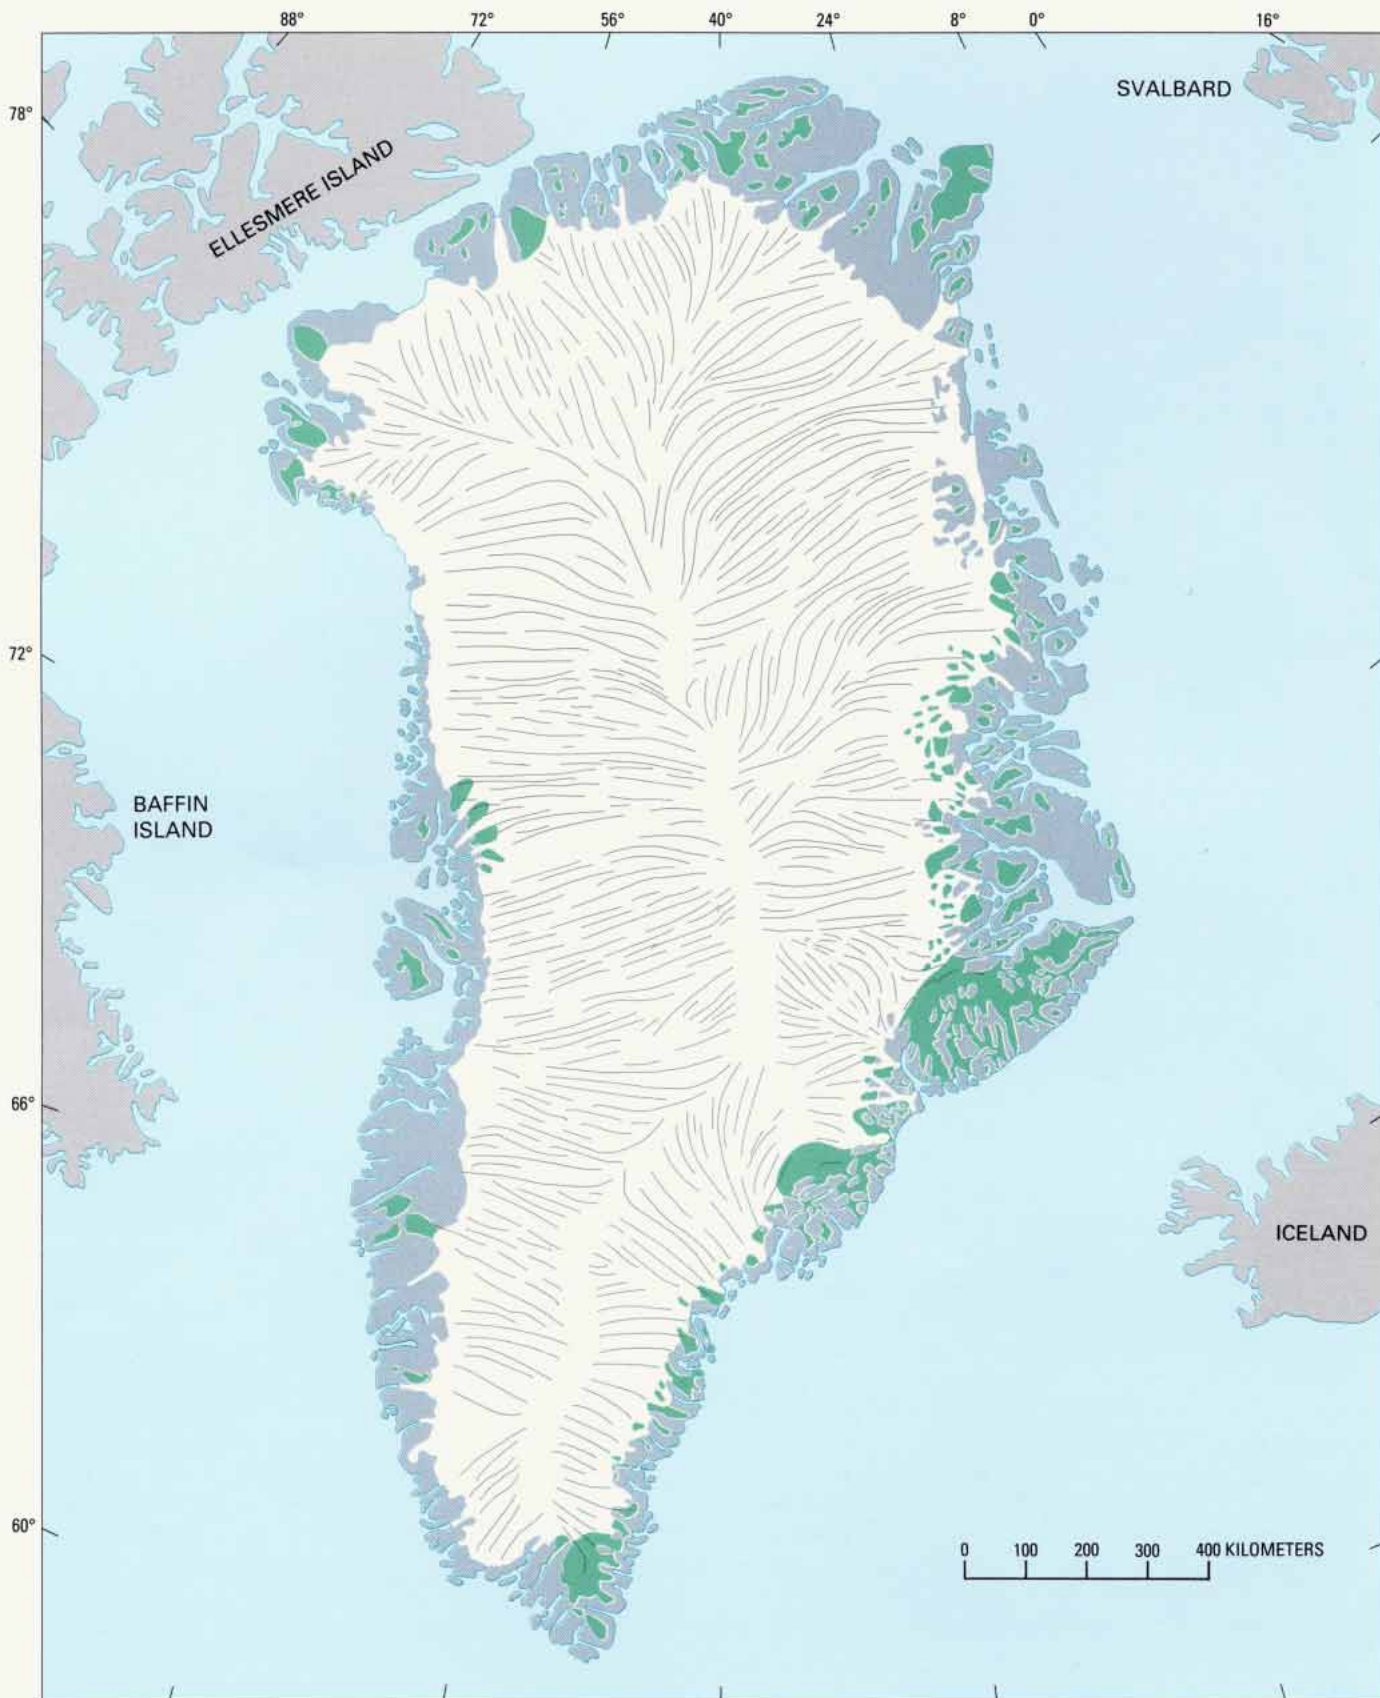 88° 72° 56° 40° 24° 8° 0° 16°
78°
SVALBARD
ELLESMERE ISLAND
72°
BAFFIN
ISLAND
66°
ICELAND
60°
0 100 200 300 400 KILOMETERS